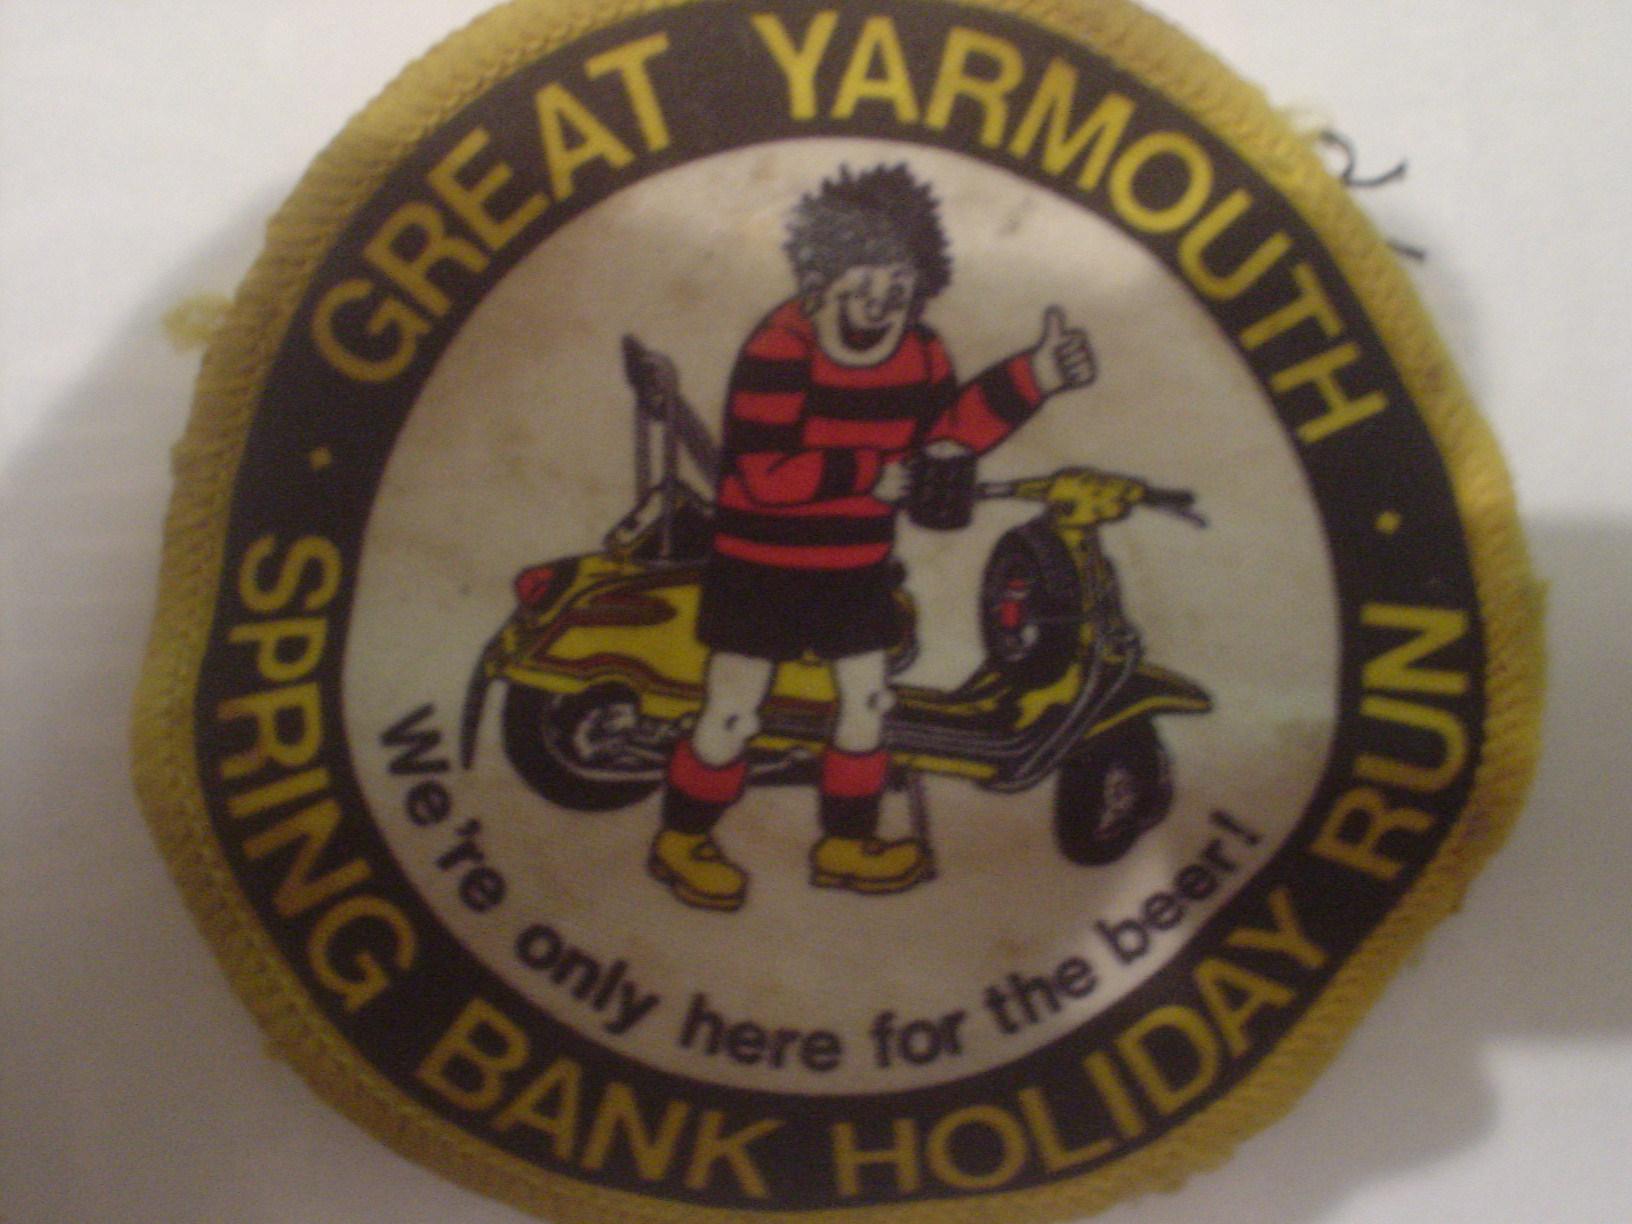 GREAT YARMOUTH
We're only here for the beer!
· SPRING BANK HOLIDAY RUN ·